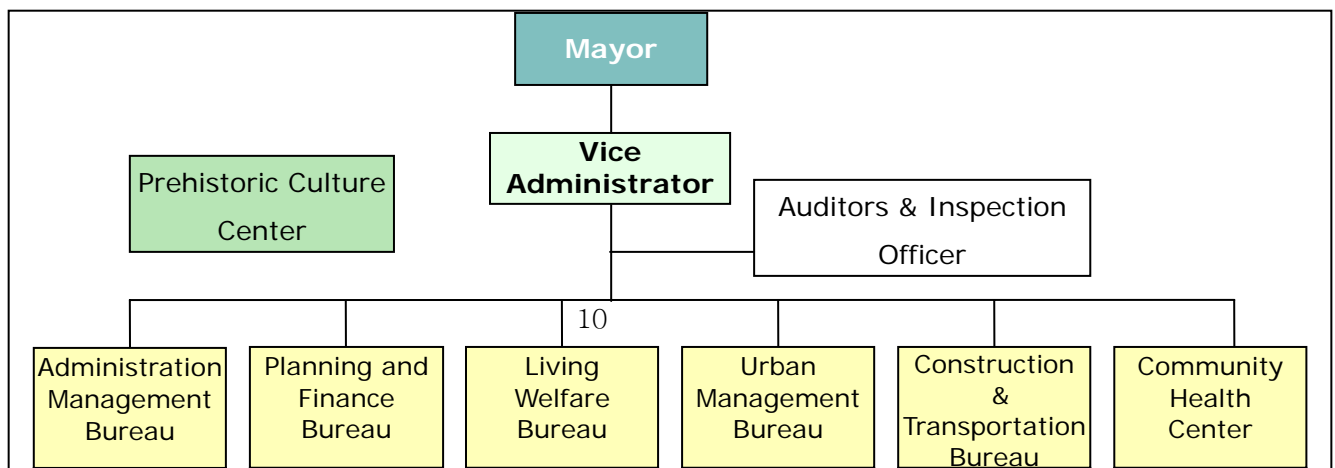 Mayor
Vice
Administrator
Prehistoric Culture
Center
Auditors & Inspection
Officer
10
Administration
Management
Bureau
Planning and
Finance
Bureau
Living
Welfare
Bureau
Urban
Management
Bureau
Construction
&
Transportation
Bureau
Community
Health
Center